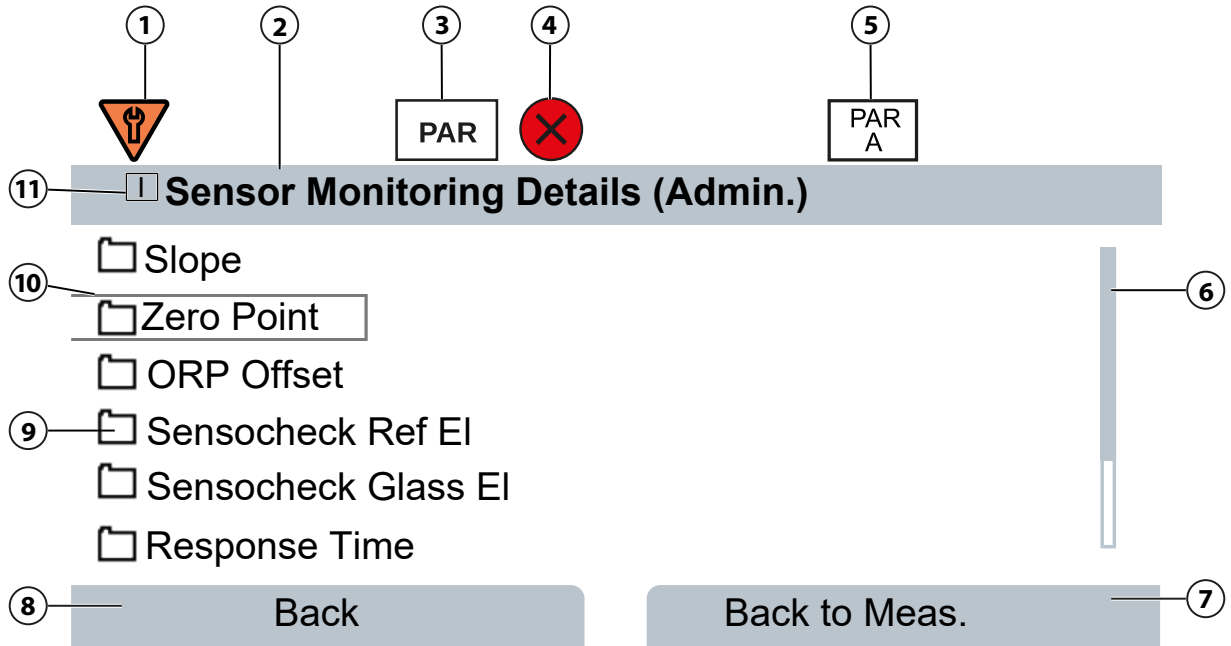 1 2 3 4 5
PAR PAR
A
11 I Sensor Monitoring Details (Admin.)
Slope
10 6
Zero Point
ORP Offset
9 Sensocheck Ref El
Sensocheck Glass El
Response Time
8 Back Back to Meas. 7